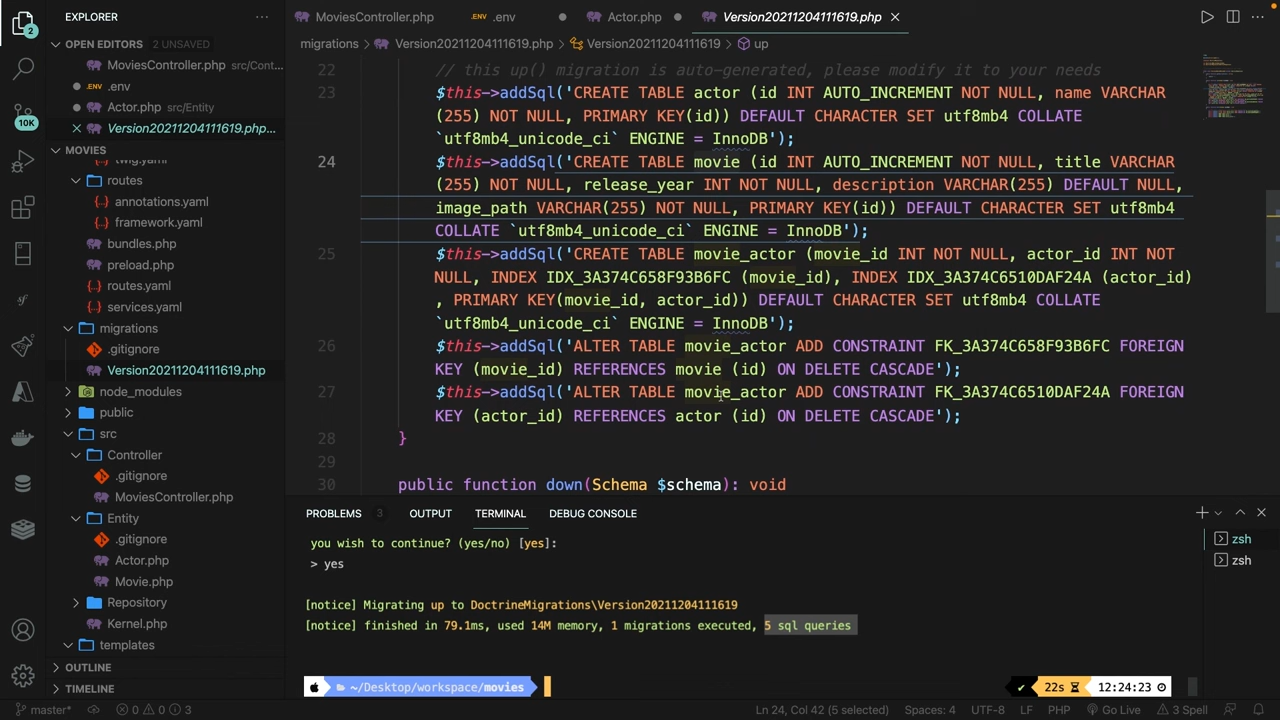 EXPLORER
MoviesController.php
.env
Actor.php
Version20211204111619.php
OPEN EDITORS 2 UNSAVED
migrations > Version20211204111619.php > Version20211204111619 > up
MoviesController.php src/Cont...
.env
Actor.php src/Entity
Version20211204111619.php...
MOVIES
twig.yaml
routes
annotations.yaml
framework.yaml
bundles.php
preload.php
routes.yaml
services.yaml
migrations
.gitignore
Version20211204111619.php
node_modules
public
src
Controller
.gitignore
MoviesController.php
Entity
.gitignore
Actor.php
Movie.php
Repository
Kernel.php
templates
OUTLINE
TIMELINE
2
10K
22 // this up() migration is auto-generated, please modify it to your needs
23 $this->addSql('CREATE TABLE actor (id INT AUTO_INCREMENT NOT NULL, name VARCHAR
(255) NOT NULL, PRIMARY KEY(id)) DEFAULT CHARACTER SET utf8mb4 COLLATE
`utf8mb4_unicode_ci` ENGINE = InnoDB');
24 $this->addSql('CREATE TABLE movie (id INT AUTO_INCREMENT NOT NULL, title VARCHAR
(255) NOT NULL, release_year INT NOT NULL, description VARCHAR(255) DEFAULT NULL,
image_path VARCHAR(255) NOT NULL, PRIMARY KEY(id)) DEFAULT CHARACTER SET utf8mb4
COLLATE `utf8mb4_unicode_ci` ENGINE = InnoDB');
25 $this->addSql('CREATE TABLE movie_actor (movie_id INT NOT NULL, actor_id INT NOT
NULL, INDEX IDX_3A374C658F93B6FC (movie_id), INDEX IDX_3A374C6510DAF24A (actor_id)
, PRIMARY KEY(movie_id, actor_id)) DEFAULT CHARACTER SET utf8mb4 COLLATE
`utf8mb4_unicode_ci` ENGINE = InnoDB');
26 $this->addSql('ALTER TABLE movie_actor ADD CONSTRAINT FK_3A374C658F93B6FC FOREIGN
KEY (movie_id) REFERENCES movie (id) ON DELETE CASCADE');
27 $this->addSql('ALTER TABLE movie_actor ADD CONSTRAINT FK_3A374C6510DAF24A FOREIGN
KEY (actor_id) REFERENCES actor (id) ON DELETE CASCADE');
28 }
29
30 public function down(Schema $schema): void
PROBLEMS 3 OUTPUT TERMINAL DEBUG CONSOLE
you wish to continue? (yes/no) [yes]:
> yes
[notice] Migrating up to DoctrineMigrations\Version20211204111619
[notice] finished in 79.1ms, used 14M memory, 1 migrations executed, 5 sql queries
~/Desktop/workspace/movies
22s
12:24:23
zsh
zsh
master* 0 0 3 Ln 24, Col 42 (5 selected) Spaces: 4 UTF-8 LF PHP Go Live 3 Spell